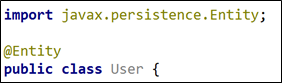 import javax.persistence.Entity;
@Entity
public class User {